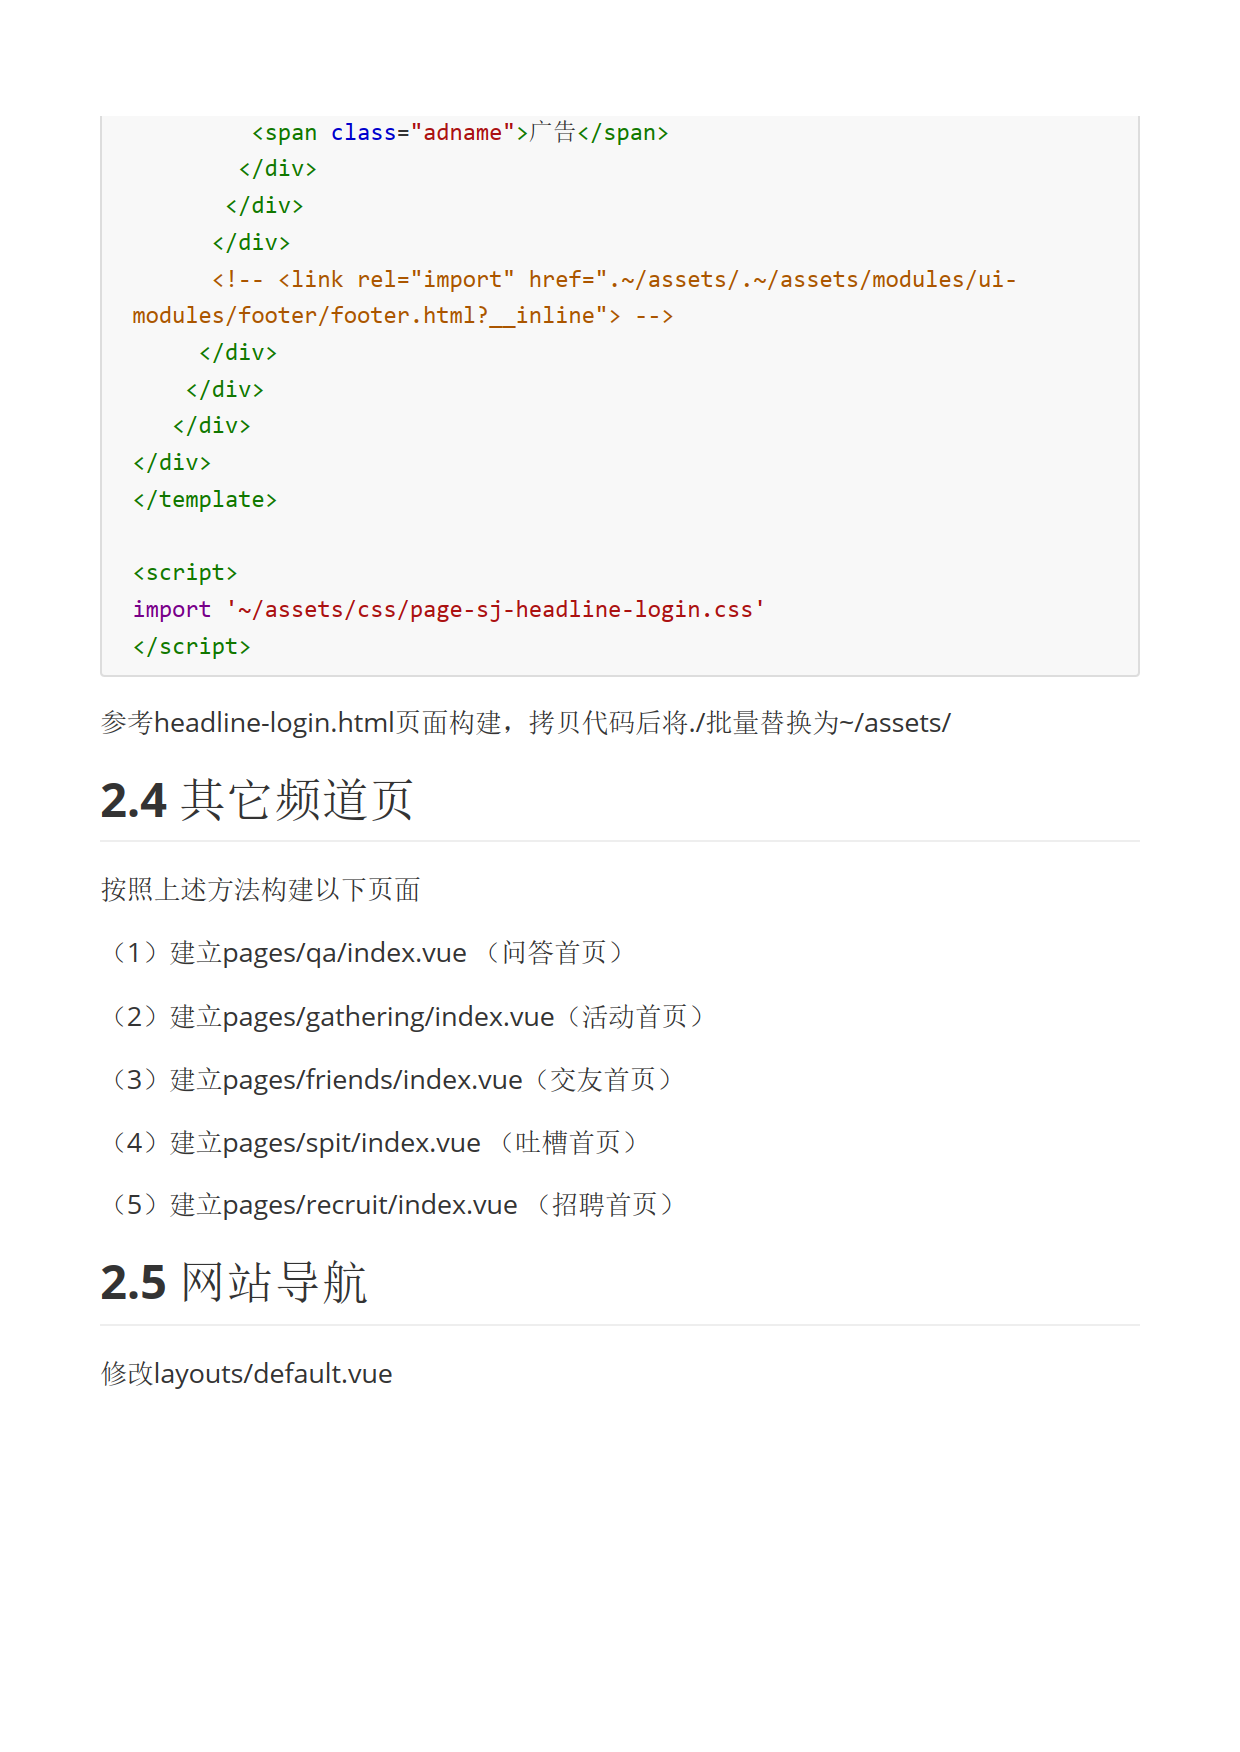 <span class="adname">广告</span>
</div>
</div>
</div>
<!-- <link rel="import" href=".~/assets/.~/assets/modules/ui-
modules/footer/footer.html?__inline"> -->
</div>
</div>
</div>
</div>
</template>
<script>
import '~/assets/css/page-sj-headline-login.css'
</script>
参考headline-login.html页面构建，拷贝代码后将./批量替换为~/assets/
2.4 其它频道页
按照上述方法构建以下页面
（1）建立pages/qa/index.vue （问答首页）
（2）建立pages/gathering/index.vue（活动首页）
（3）建立pages/friends/index.vue（交友首页）
（4）建立pages/spit/index.vue （吐槽首页）
（5）建立pages/recruit/index.vue （招聘首页）
2.5 网站导航
修改layouts/default.vue